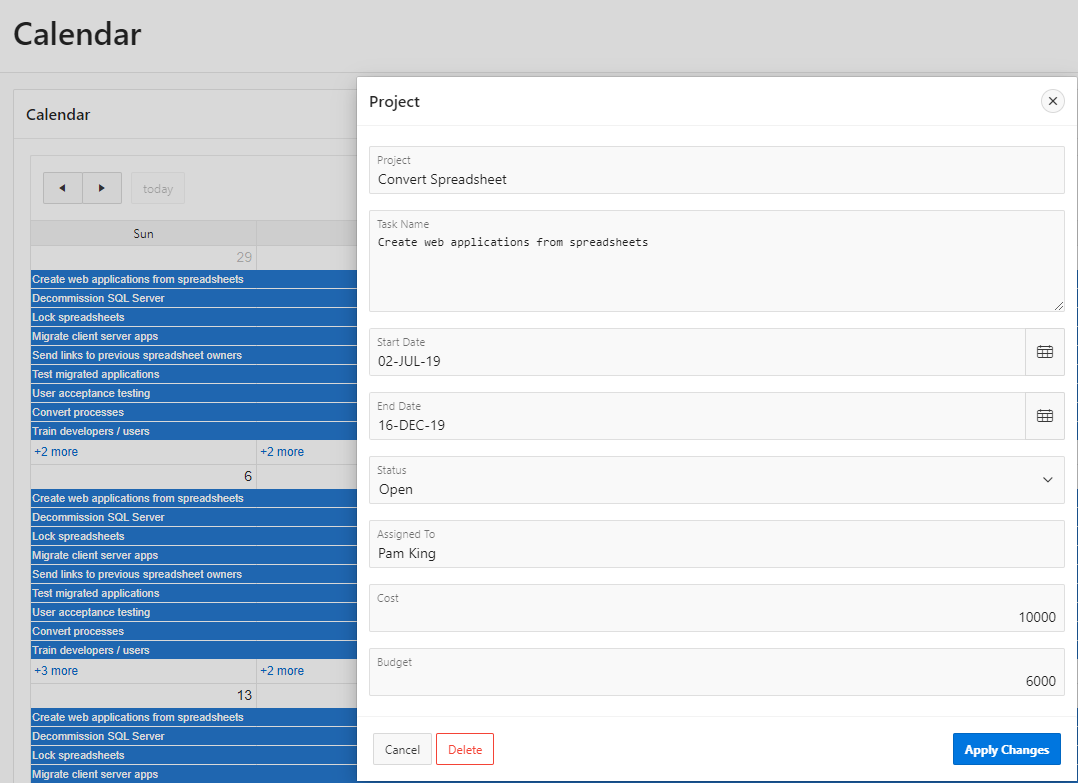 Calendar
Calendar
today
Sun
29
Create web applications from spreadsheets
Decommission SQL Server
Lock spreadsheets
Migrate client server apps
Send links to previous spreadsheet owners
Test migrated applications
User acceptance testing
Convert processes
Train developers / users
+2 more +2 more
6
Create web applications from spreadsheets
Decommission SQL Server
Lock spreadsheets
Migrate client server apps
Send links to previous spreadsheet owners
Test migrated applications
User acceptance testing
Convert processes
Train developers / users
+3 more +2 more
13
Create web applications from spreadsheets
Decommission SQL Server
Lock spreadsheets
Migrate client server apps
Project
Project
Convert Spreadsheet
Task Name
Create web applications from spreadsheets
Start Date
02-JUL-19
End Date
16-DEC-19
Status
Open
Assigned To
Pam King
Cost
10000
Budget
6000
Cancel Delete Apply Changes